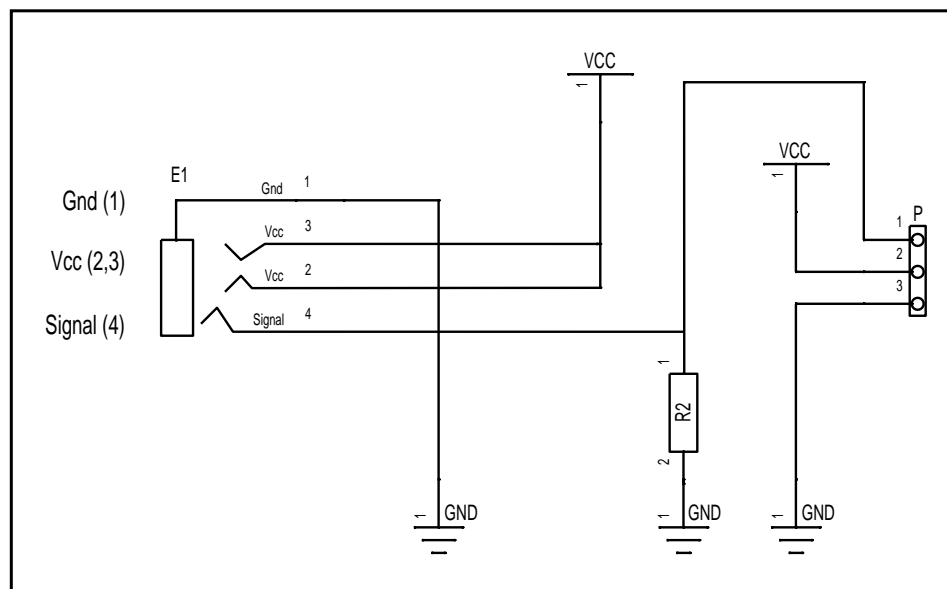 VCC
1
E1
Gnd (1)
Gnd
1
VCC
1
P
Vcc
3
1
Vcc (2,3)
Vcc
2
2
3
Signal (4)
Signal
4
1
R2
2
1
GND
1
GND
1
GND